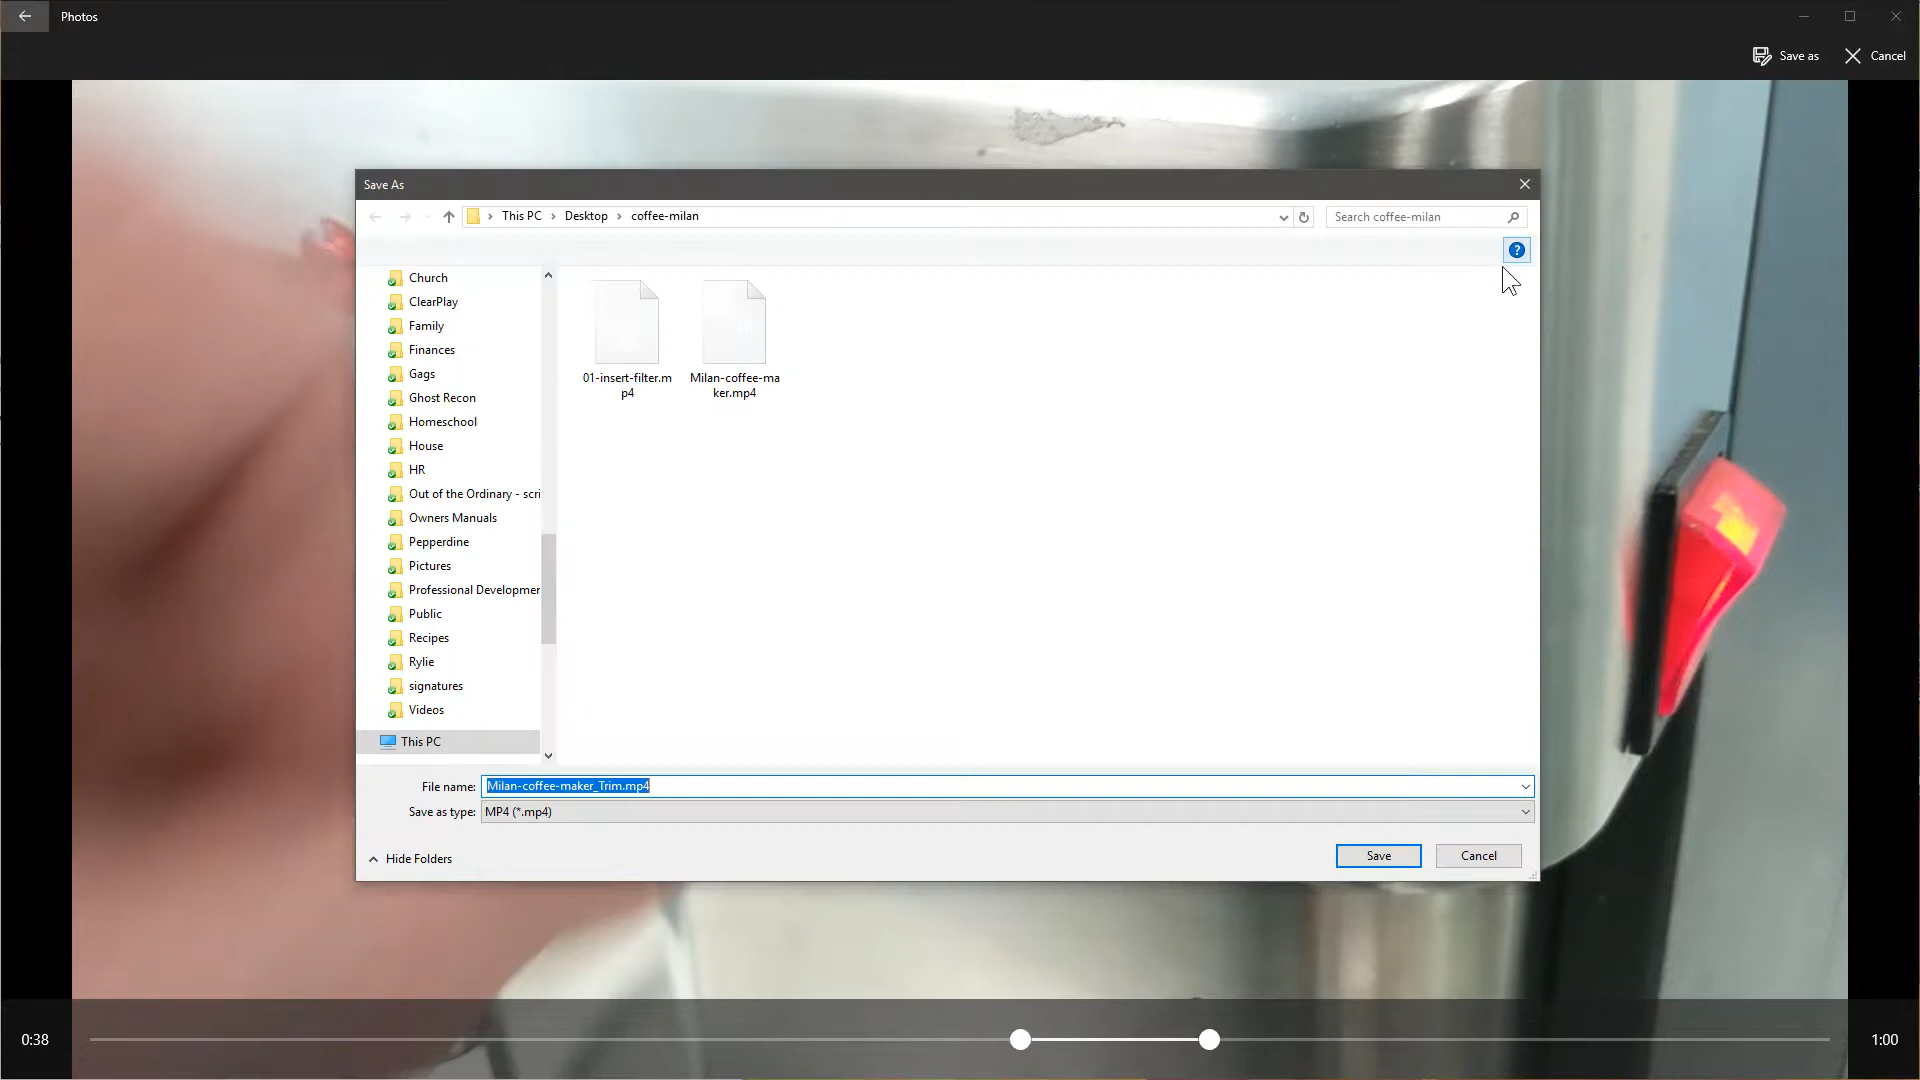 Photos
Save as
Cancel
Save As
This PC
Desktop
coffee-milan
Search coffee-milan
?
Church
ClearPlay
Family
Finances
Gags
Ghost Recon
Homeschool
House
HR
Out of the Ordinary - scri
Owners Manuals
Pepperdine
Pictures
Professional Developmer
Public
Recipes
Rylie
signatures
Videos
This PC
01-insert-filter.m
p4
Milan-coffee-ma
ker.mp4
File name: Milan-coffee-maker_Trim.mp4
Save as type: MP4 (*.mp4)
Hide Folders
Save
Cancel
0:38
1:00